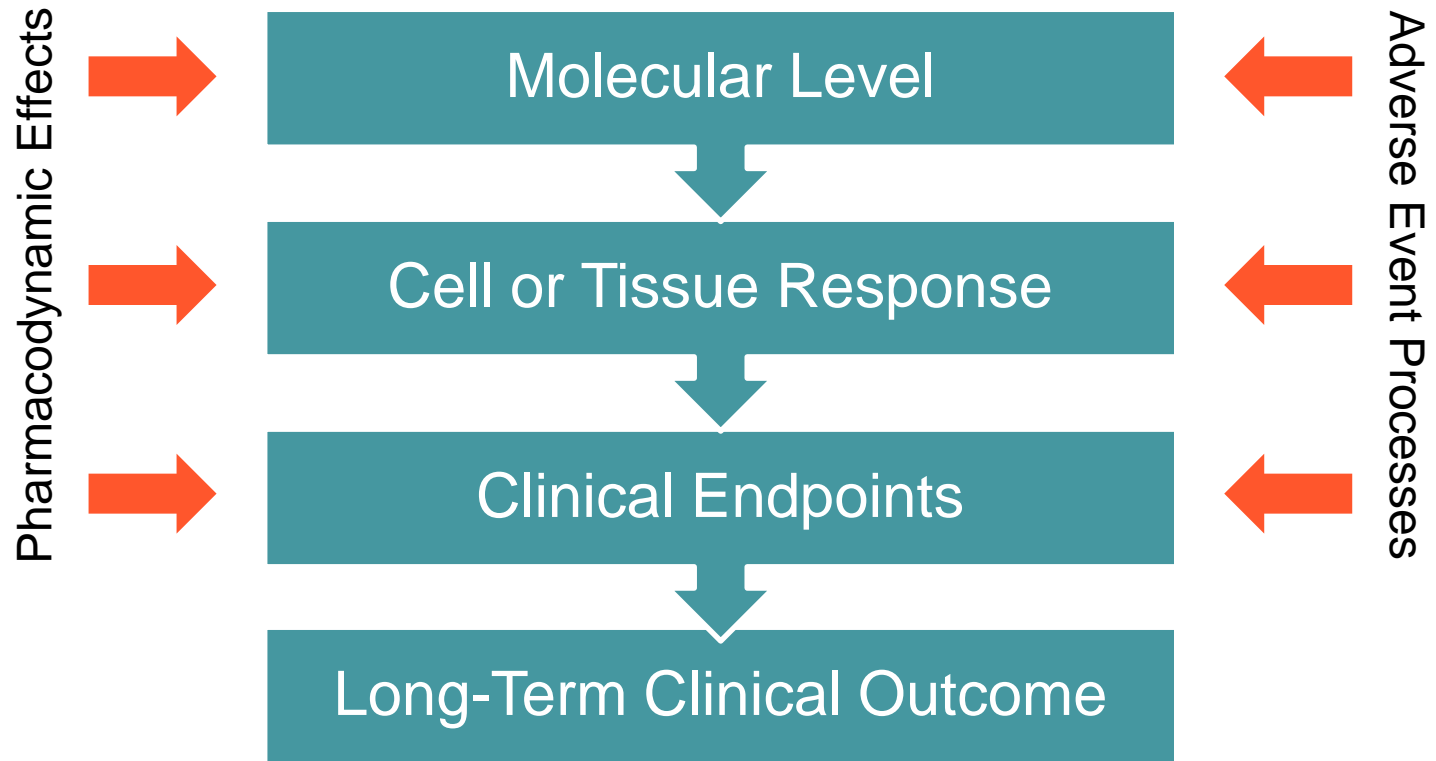 Pharmacodynamic Effects
Molecular Level
Cell or Tissue Response
Clinical Endpoints
Long-Term Clinical Outcome
Adverse Event Processes